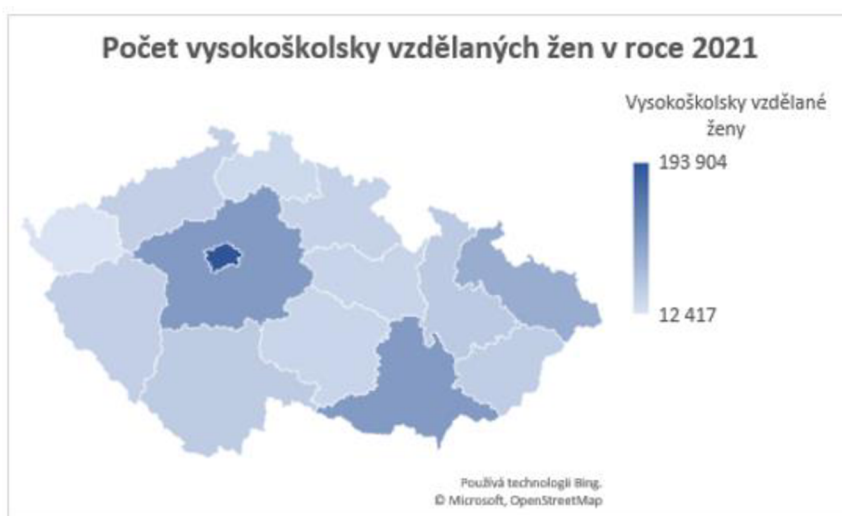 Počet vysokoškolsky vzdělaných žen v roce 2021
Vysokoškolsky vzdělané
ženy
193 904
12 417
Používá technologii Bing.
© Microsoft, OpenStreetMap